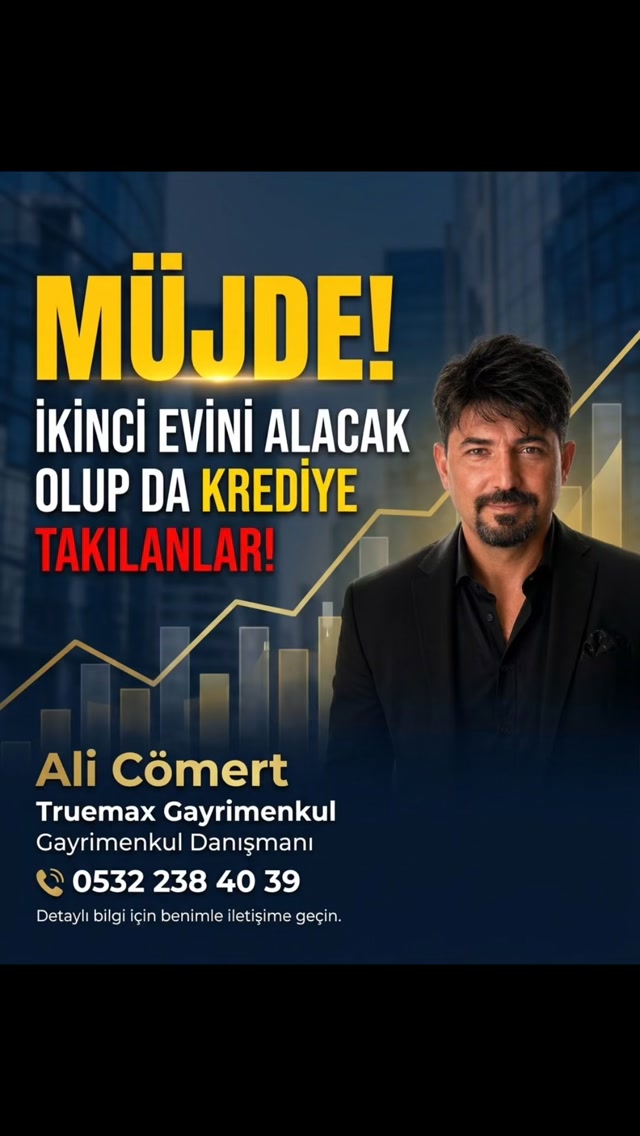 MÜJDE!
İKİNCİ EVİNİ ALACAK
OLUP DA KREDİYE
TAKILANLAR!
Ali Cömert
Truemax Gayrimenkul
Gayrimenkul Danışmanı
0532 238 40 39
Detaylı bilgi için benimle iletişime geçin.